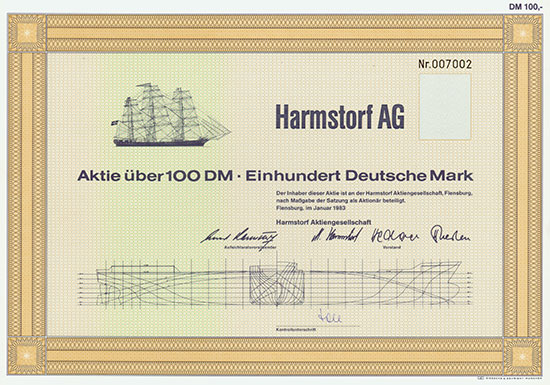 DM 100,-
Nr.007002
Harmstorf AG
Aktie über 100 DM · Einhundert Deutsche Mark
Der Inhaber dieser Aktie ist an der Harmstorf Aktiengesellschaft, Flensburg,
nach Maßgabe der Satzung als Aktionär beteiligt.
Flensburg, im Januar 1983
Harmstorf Aktiengesellschaft
Aufsichtsratsvorsitzender
Vorstand
Kontrollunterschrift